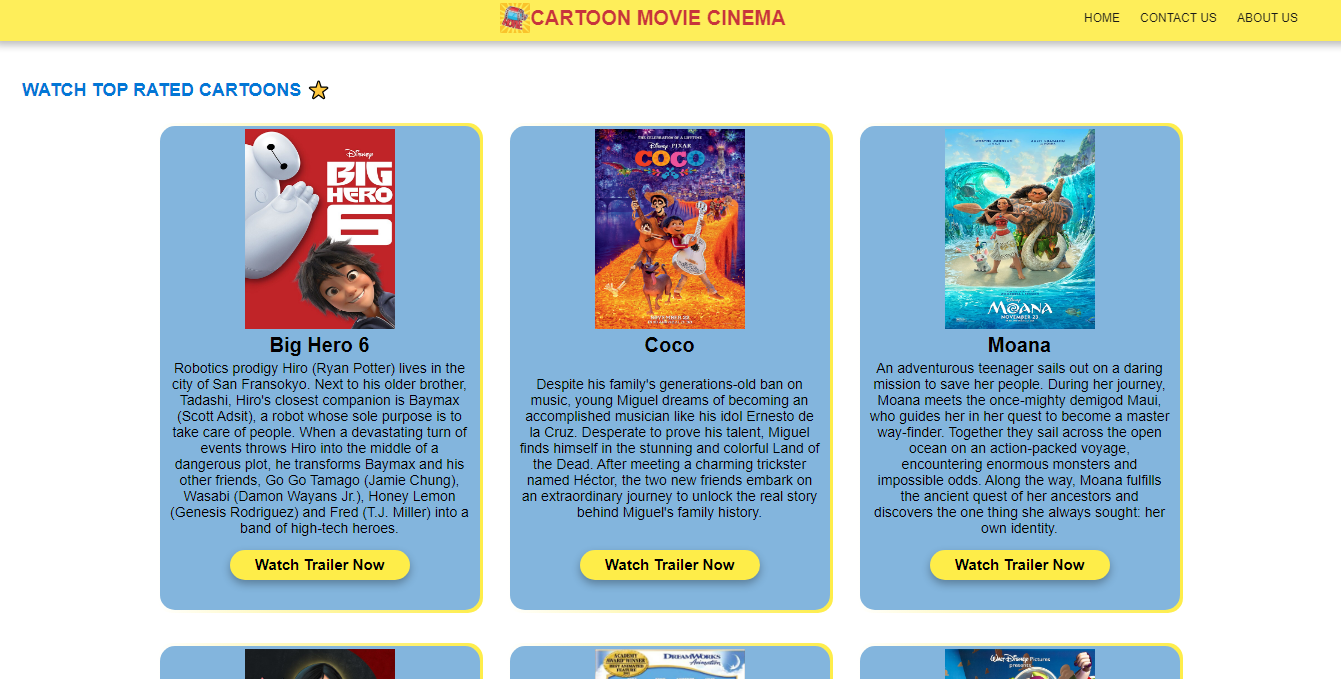 CARTOON MOVIE CINEMA
HOME
CONTACT US
ABOUT US
WATCH TOP RATED CARTOONS
Disney
BIG
HERO
6
Big Hero 6
Robotics prodigy Hiro (Ryan Potter) lives in the
city of San Fransokyo. Next to his older brother,
Tadashi, Hiro's closest companion is Baymax
(Scott Adsit), a robot whose sole purpose is to
take care of people. When a devastating turn of
events throws Hiro into the middle of a
dangerous plot, he transforms Baymax and his
other friends, Go Go Tamago (Jamie Chung),
Wasabi (Damon Wayans Jr.), Honey Lemon
(Genesis Rodriguez) and Fred (T.J. Miller) into a
band of high-tech heroes.
Watch Trailer Now
Disney PIXAR
COCO
NOVEMBER 22
Coco
Despite his family's generations-old ban on
music, young Miguel dreams of becoming an
accomplished musician like his idol Ernesto de
la Cruz. Desperate to prove his talent, Miguel
finds himself in the stunning and colorful Land of
the Dead. After meeting a charming trickster
named Héctor, the two new friends embark on
an extraordinary journey to unlock the real story
behind Miguel's family history.
Watch Trailer Now
Disney
MOANA
NOVEMBER 23
Moana
An adventurous teenager sails out on a daring
mission to save her people. During her journey,
Moana meets the once-mighty demigod Maui,
who guides her in her quest to become a master
way-finder. Together they sail across the open
ocean on an action-packed voyage,
encountering enormous monsters and
impossible odds. Along the way, Moana fulfills
the ancient quest of her ancestors and
discovers the one thing she always sought: her
own identity.
Watch Trailer Now
ACADEMY
AWARD WINNER
BEST ANIMATED
FEATURE
DREAMWORKS
Animation
WALT DISNEY Pictures
presents